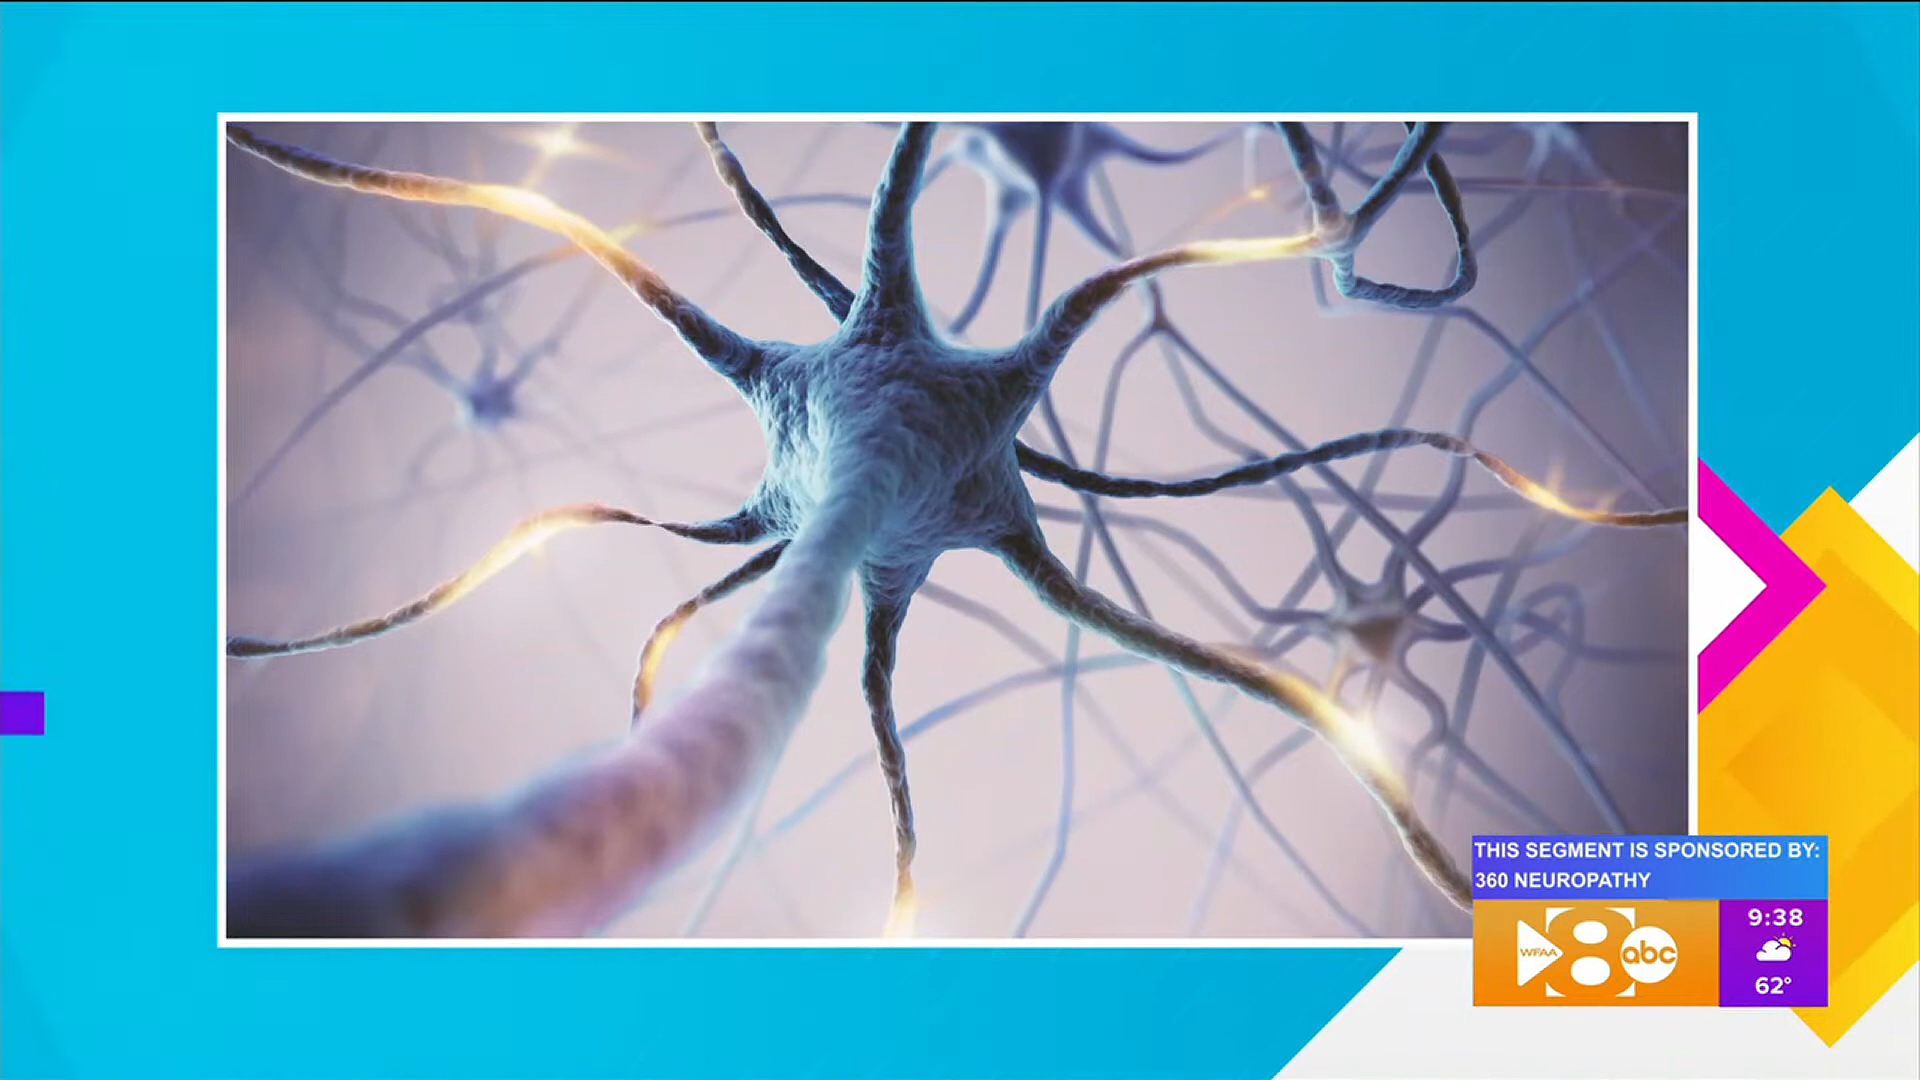 THIS SEGMENT IS SPONSORED BY:
360 NEUROPATHY
WFAA
8
abc
9:38
62°